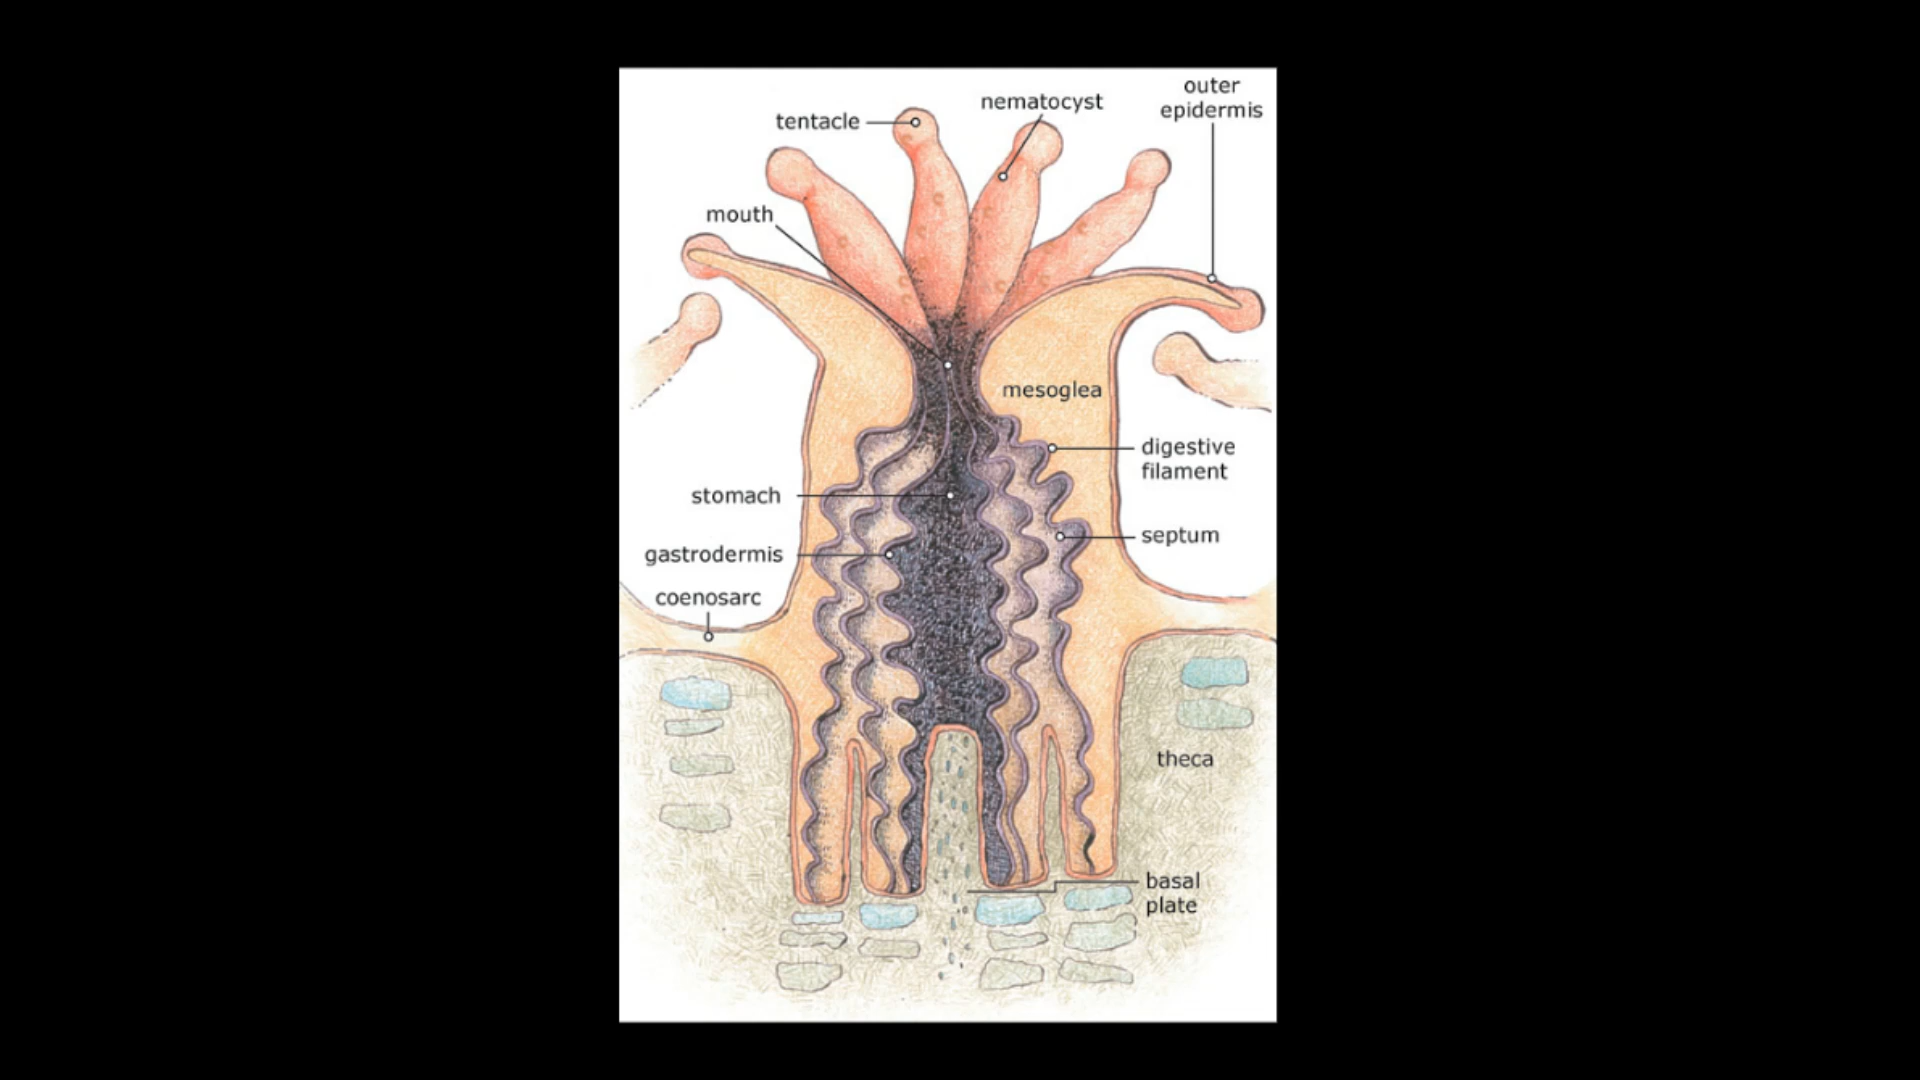 outer
epidermis
nematocyst
tentacle
mouth
mesoglea
digestive
filament
stomach
septum
gastrodermis
coenosarc
theca
basal
plate